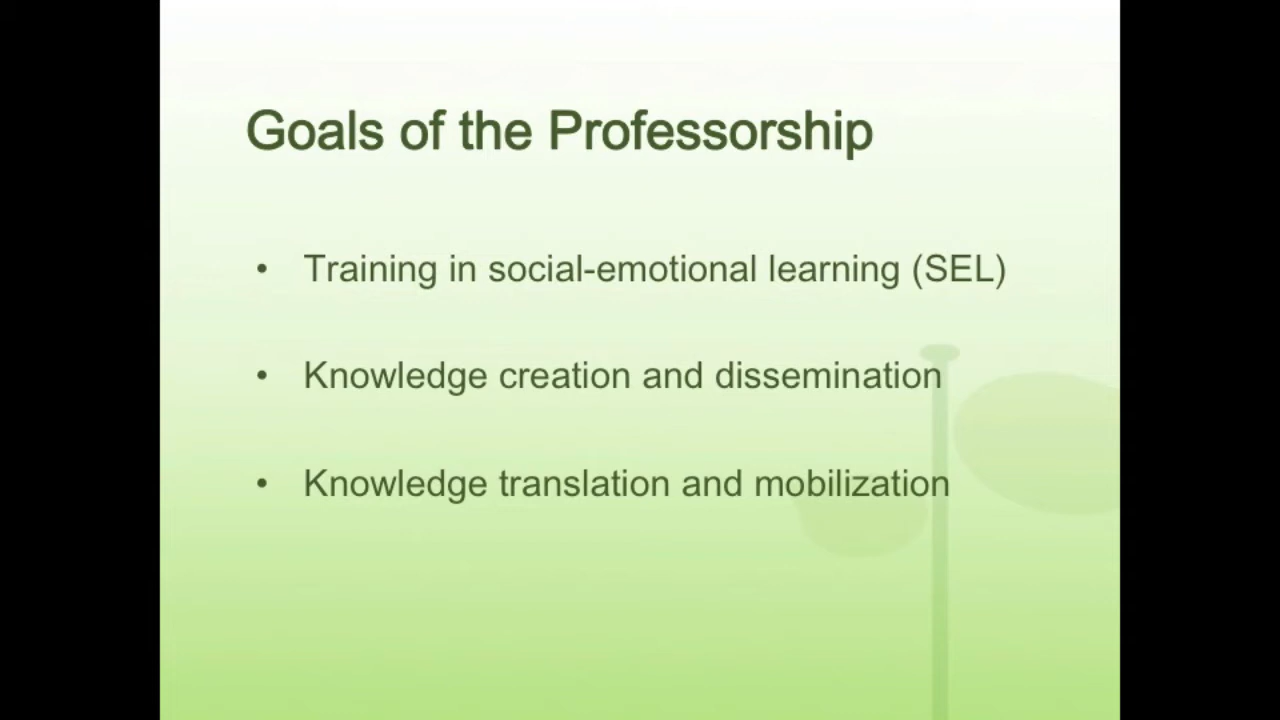 Goals of the Professorship
• Training in social-emotional learning (SEL)
• Knowledge creation and dissemination
• Knowledge translation and mobilization